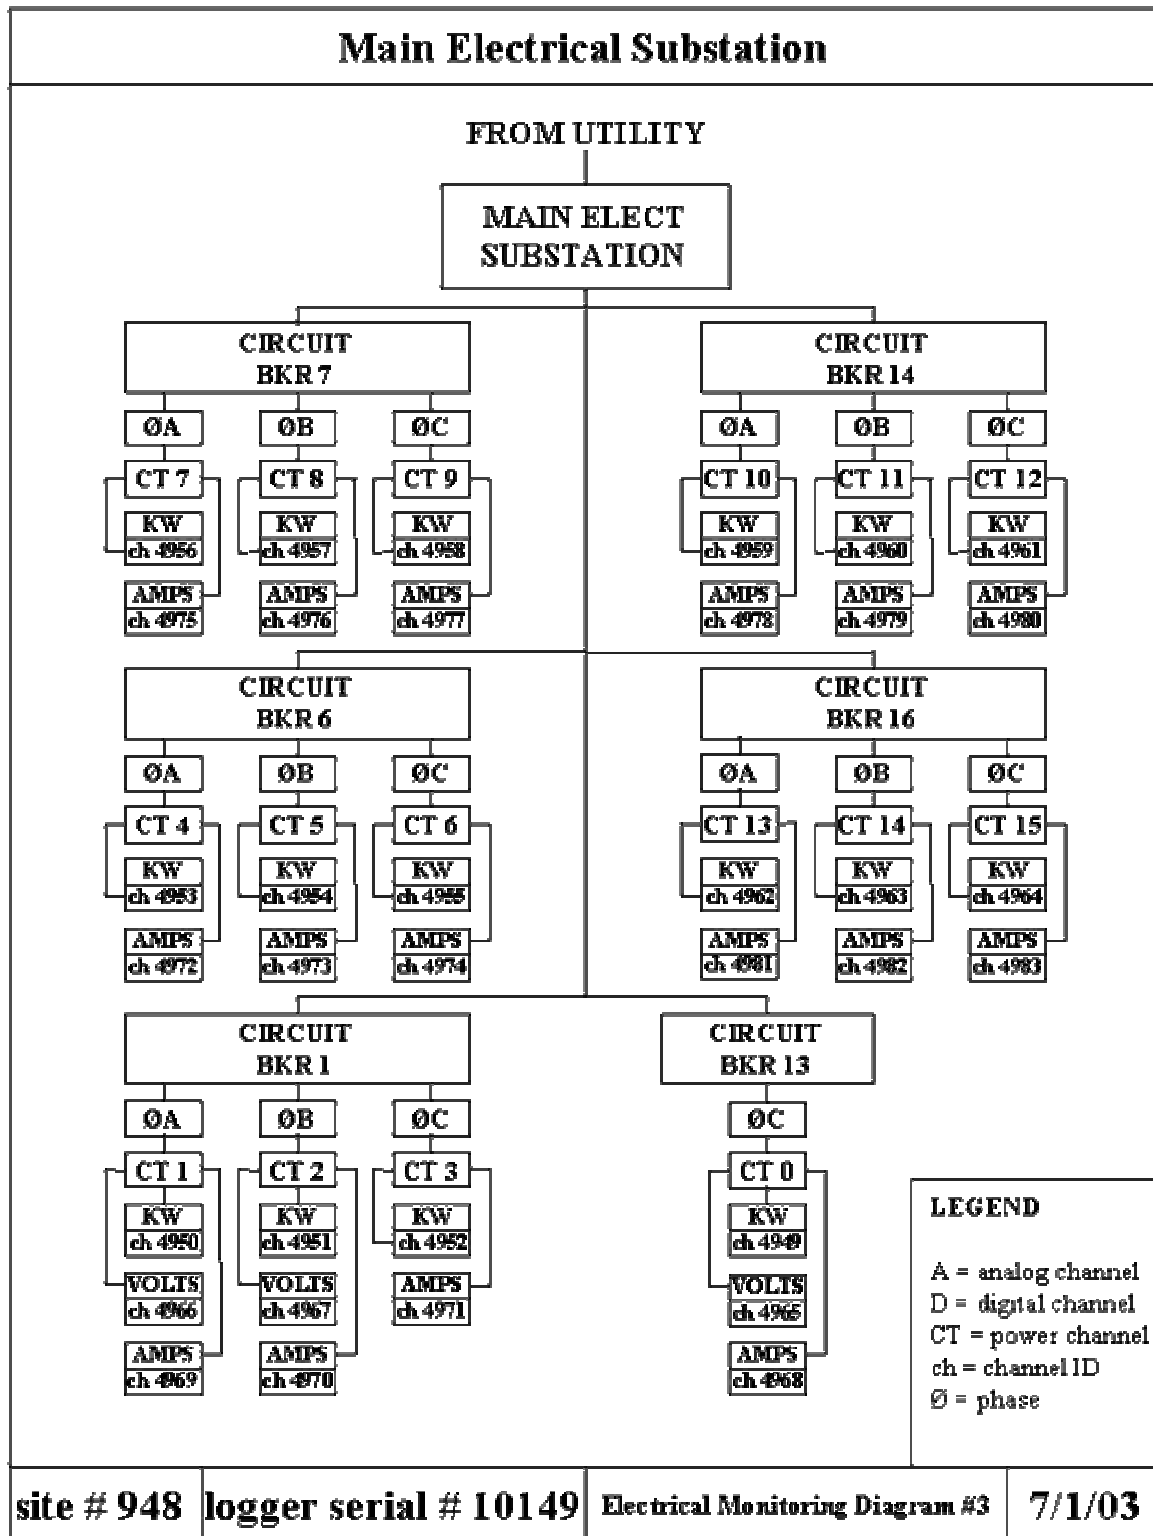 Main Electrical Substation
FROM UTILITY
MAIN ELECT
SUBSTATION
CIRCUIT
BKR 7
ØA ØB ØC
CT 7 CT 8 CT 9
KW KW KW
ch 4956 ch 4957 ch 4958
AMPS AMPS AMPS
ch 4975 ch 4976 ch 4977
CIRCUIT
BKR 14
ØA ØB ØC
CT 10 CT 11 CT 12
KW KW KW
ch 4959 ch 4960 ch 4961
AMPS AMPS AMPS
ch 4978 ch 4979 ch 4980
CIRCUIT
BKR 6
ØA ØB ØC
CT 4 CT 5 CT 6
KW KW KW
ch 4953 ch 4954 ch 4955
AMPS AMPS AMPS
ch 4972 ch 4973 ch 4974
CIRCUIT
BKR 16
ØA ØB ØC
CT 13 CT 14 CT 15
KW KW KW
ch 4962 ch 4963 ch 4964
AMPS AMPS AMPS
ch 4981 ch 4982 ch 4983
CIRCUIT
BKR 1
ØA ØB ØC
CT 1 CT 2 CT 3
KW KW KW
ch 4950 ch 4951 ch 4952
VOLTS VOLTS AMPS
ch 4966 ch 4967 ch 4971
AMPS AMPS
ch 4969 ch 4970
CIRCUIT
BKR 13
ØC
CT 0
KW
ch 4949
VOLTS
ch 4965
AMPS
ch 4968
LEGEND
A = analog channel
D = digital channel
CT = power channel
ch = channel ID
Ø = phase
site # 948
logger serial # 10149
Electrical Monitoring Diagram #3
7/1/03